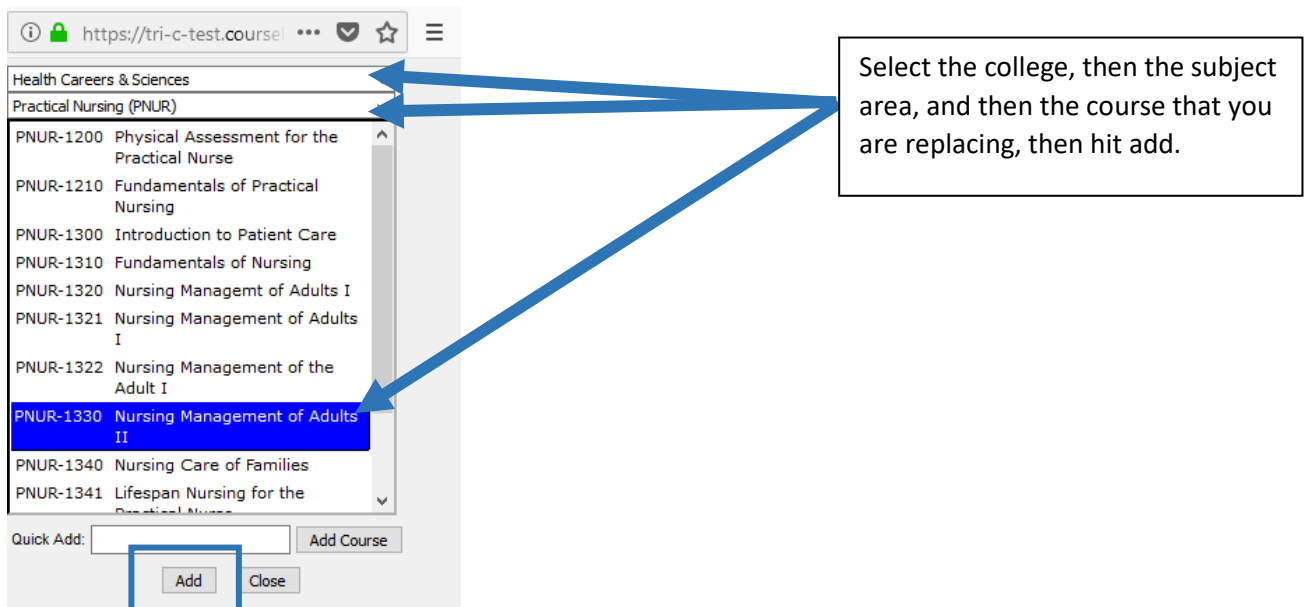 https://tri-c-test.coursel
Health Careers & Sciences
Practical Nursing (PNUR)
PNUR-1200 Physical Assessment for the
Practical Nurse
PNUR-1210 Fundamentals of Practical
Nursing
PNUR-1300 Introduction to Patient Care
PNUR-1310 Fundamentals of Nursing
PNUR-1320 Nursing Managemt of Adults I
PNUR-1321 Nursing Management of Adults
I
PNUR-1322 Nursing Management of the
Adult I
PNUR-1330 Nursing Management of Adults
II
PNUR-1340 Nursing Care of Families
PNUR-1341 Lifespan Nursing for the
Practical Nurse
Quick Add:
Add Course
Add Close
Select the college, then the subject
area, and then the course that you
are replacing, then hit add.